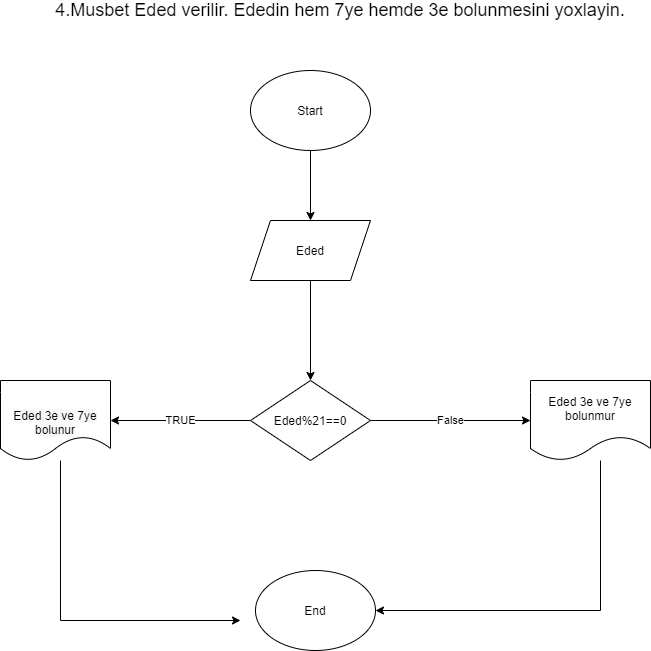 4.Musbet Eded verilir. Ededin hem 7ye hemde 3e bolunmesini yoxlayin.
Start
Eded
Eded 3e ve 7ye
bolunur
TRUE
Eded%21==0
False
Eded 3e ve 7ye
bolunmur
End